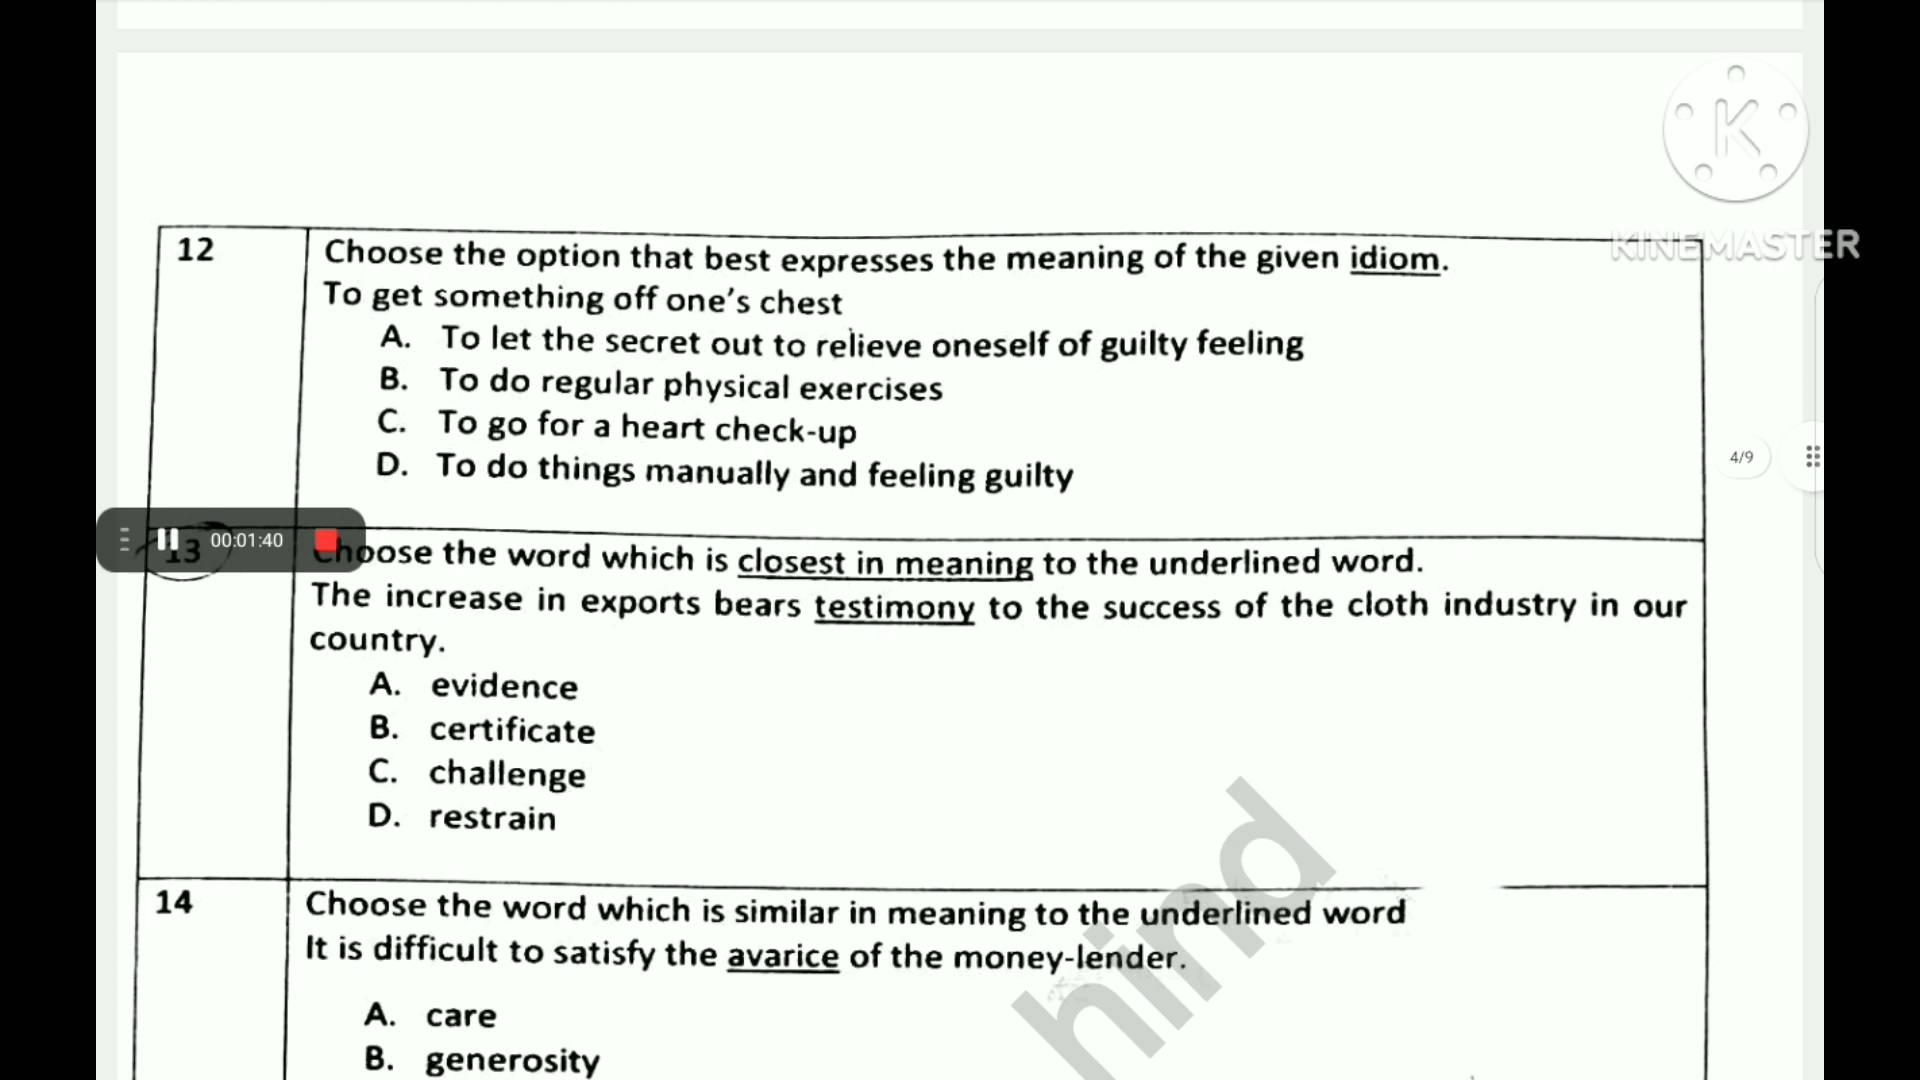 K
KINEMASTER
12
Choose the option that best expresses the meaning of the given idiom.
To get something off one's chest
A. To let the secret out to relieve oneself of guilty feeling
B. To do regular physical exercises
C. To go for a heart check-up
D. To do things manually and feeling guilty
4/9
00:01:40
13
Choose the word which is closest in meaning to the underlined word.
The increase in exports bears testimony to the success of the cloth industry in our
country.
A. evidence
B. certificate
C. challenge
D. restrain
14
Choose the word which is similar in meaning to the underlined word
It is difficult to satisfy the avarice of the money-lender.
A. care
B. generosity
hind